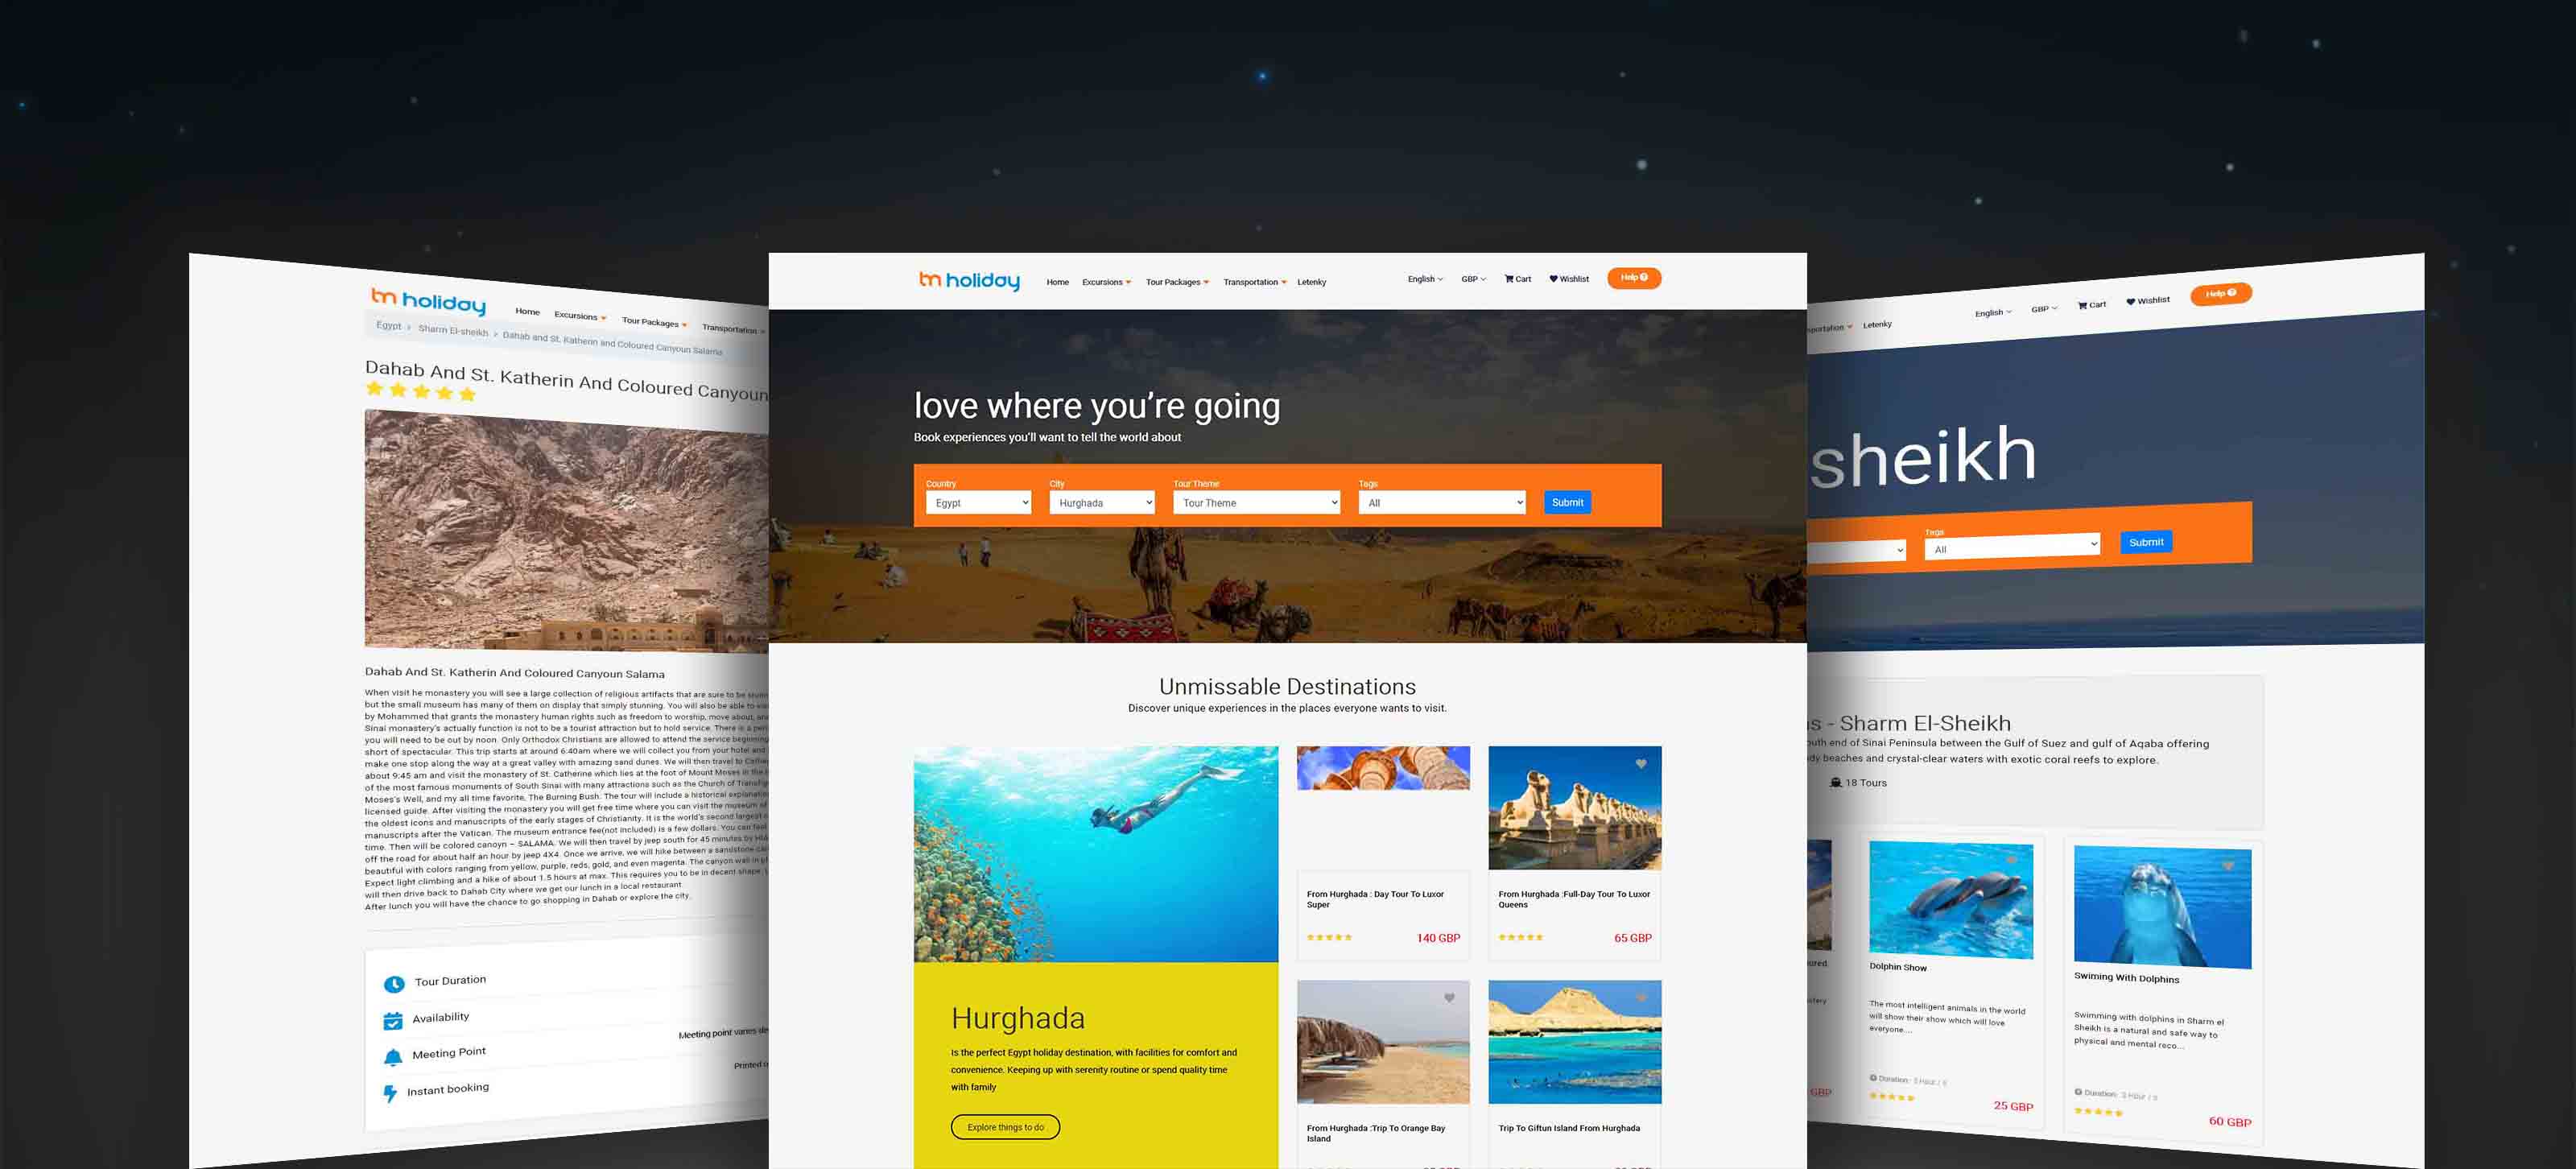 tm holiday
Home
Excursions
Tour Packages
Transportation
Egypt > Sharm El-sheikh > Dahab and St. Katherin and Coloured Canyoun Salama
Dahab And St. Katherin And Coloured Canyoun
Dahab And St. Katherin And Coloured Canyoun Salama
When visit he monastery you will see a large collection of religious artifacts that are sure to be
but the small museum has many of them on display that simply stunning. You will also be able to
by Mohammed that grants the monastery human rights such as freedom to worship, move about,
Sinai monastery's actually function is not to be a tourist attraction but to hold service. There is a
you will need to be out by noon. Only Orthodox Christians are allowed to attend the service beginning
short of spectacular. This trip starts at around 6:40am where we will collect you from your hotel and
make one stop along the way at a great valley with amazing sand dunes. We will then travel to
about 9:45 am and visit the monastery of St. Catherine which lies at the foot of Mount Moses in the
of the most famous monuments of South Sinai with many attractions such as the Church of
Moses's Well, and my all time favorite, The Burning Bush. The tour will include a historical
licensed guide. After visiting the monastery you will get free time where you can visit the museum of
the oldest icons and manuscripts of the early stages of Christianity. It is the world's second largest
manuscripts after the Vatican. The museum entrance fee(not included) is a few dollars. You can
time. Then will be colored canoyn – SALAMA. We will then travel by jeep south for 45 minutes by
off the road for about half an hour by jeep 4X4. Once we arrive, we will hike between a sandstone
beautiful with colors ranging from yellow, purple, reds, gold, and even magenta. The canyon wall in
Expect light climbing and a hike of about 1.5 hours at max. This requires you to be in decent shape.
will then drive back to Dahab City where we get our lunch in a local restaurant
After lunch you will have the chance to go shopping in Dahab or explore the city.
Tour Duration
Availability
Meeting Point
Meeting point varies
Instant booking
Printed
tm holiday
Home
Excursions
Tour Packages
Transportation
Letenky
English
GBP
Cart
Wishlist
Help
love where you're going
Book experiences you'll want to tell the world about
Country
City
Tour Theme
Tags
Egypt
Hurghada
Tour Theme
All
Submit
Unmissable Destinations
Discover unique experiences in the places everyone wants to visit.
Hurghada
Is the perfect Egypt holiday destination, with facilities for comfort and
convenience. Keeping up with serenity routine or spend quality time
with family
Explore things to do
From Hurghada : Day Tour To Luxor
Super
140 GBP
From Hurghada :Full-Day Tour To Luxor
Queens
65 GBP
From Hurghada :Trip To Orange Bay
Island
Trip To Giftun Island From Hurghada
Letenky
English
GBP
Cart
Wishlist
Help
sheikh
Tags
All
Submit
- Sharm El-Sheikh
end of Sinai Peninsula between the Gulf of Suez and gulf of Aqaba offering
beaches and crystal-clear waters with exotic coral reefs to explore.
18 Tours
GBP
Dolphin Show
The most intelligent animals in the world
will show their show which will love
everyone....
Duration:
25 GBP
Swiming With Dolphins
Swimming with dolphins in Sharm el
Sheikh is a natural and safe way to
physical and mental reco...
Duration:
60 GBP